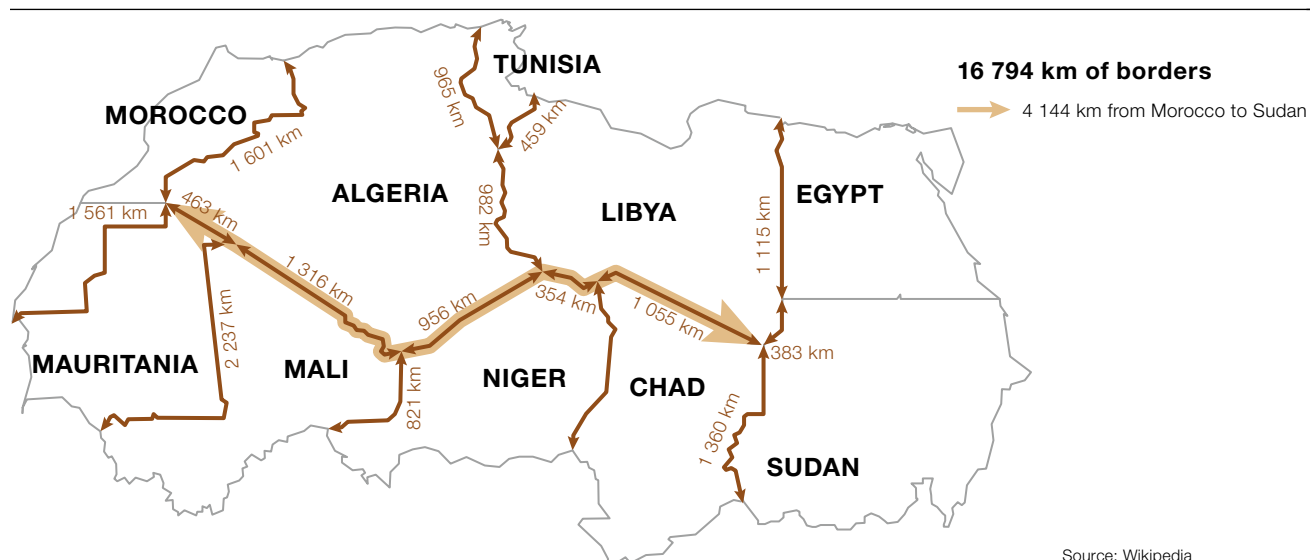 16 794 km of borders
4 144 km from Morocco to Sudan
TUNISIA
MOROCCO
965 km
459 km
1 601 km
ALGERIA
982 km
LIBYA
EGYPT
1 561 km
463 km
1 115 km
1 316 km
2 237 km
956 km
354 km
1 055 km
383 km
MAURITANIA
MALI
821 km
NIGER
CHAD
1 360 km
SUDAN
Source: Wikipedia